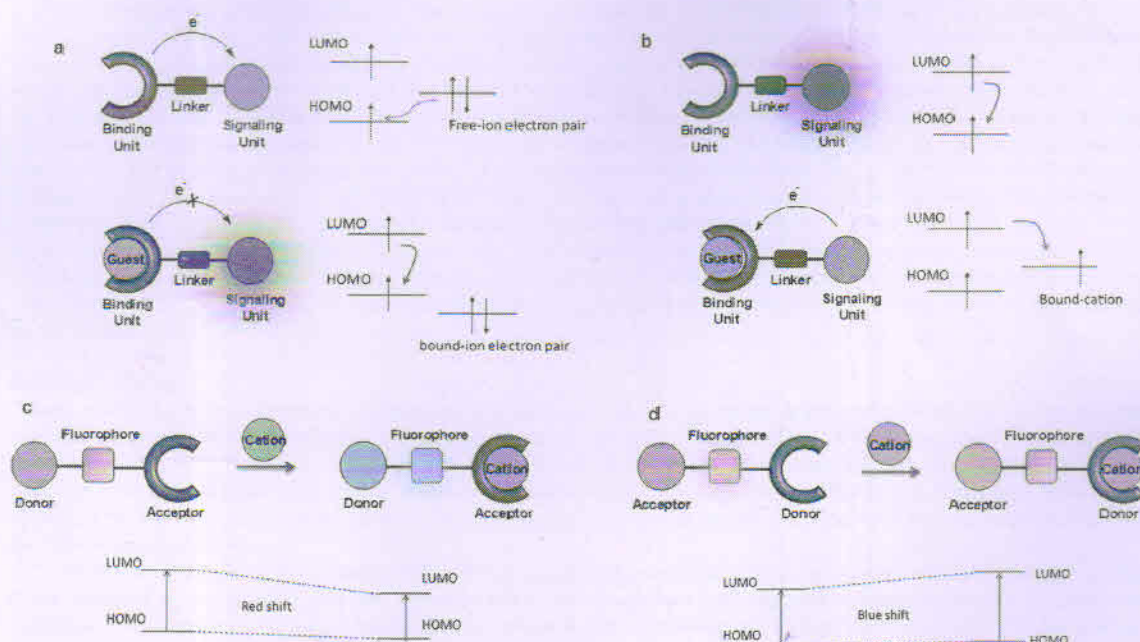 a
e-
LUMO
HOMO
Linker
Binding
Unit
Signaling
Unit
Free-ion electron pair
e-
LUMO
HOMO
Guest
Linker
Binding
Unit
Signaling
Unit
bound-ion electron pair
b
LUMO
HOMO
Linker
Binding
Unit
Signaling
Unit
e-
LUMO
HOMO
Guest
Linker
Binding
Unit
Signaling
Unit
Bound-cation
c
Fluorophore
Cation
Fluorophore
Cation
Donor
Acceptor
Donor
Acceptor
LUMO
LUMO
Red shift
HOMO
HOMO
d
Fluorophore
Cation
Fluorophore
Cation
Acceptor
Donor
Acceptor
Donor
LUMO
LUMO
Blue shift
HOMO
HOMO